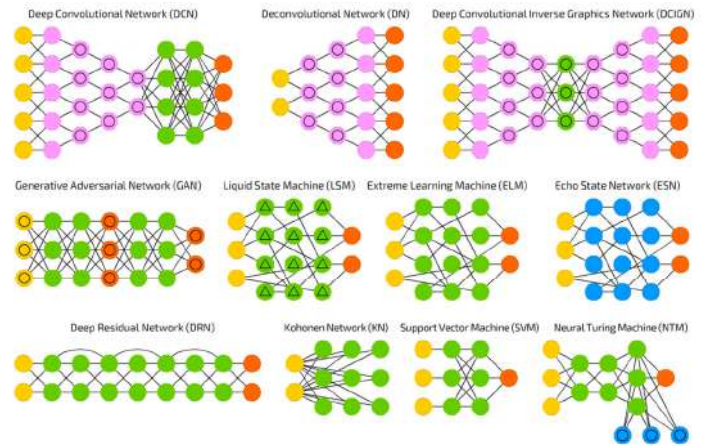 Deep Convolutional Network (DCN)
Deconvolutional Network (DN)
Deep Convolutional Inverse Graphics Network (DCIGN)
Generative Adversarial Network (GAN)
Liquid State Machine (LSM)
Extreme Learning Machine (ELM)
Echo State Network (ESN)
Deep Residual Network (DRN)
Kohonen Network (KN)
Support Vector Machine (SVM)
Neural Turing Machine (NTM)